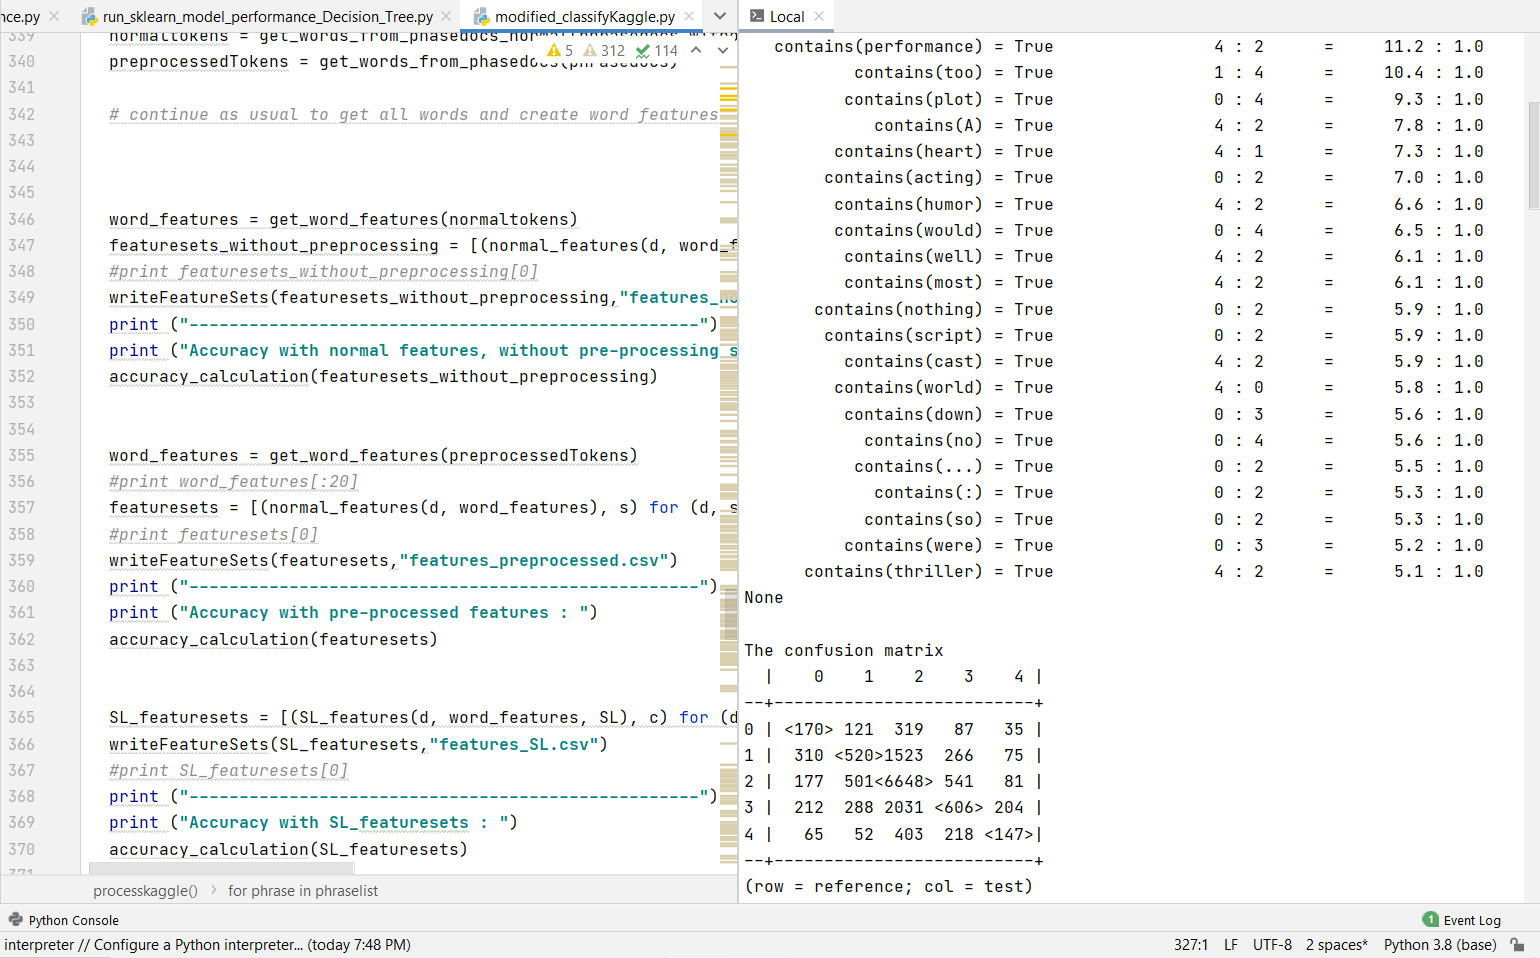 nce.py
run_sklearn_model_performance_Decision_Tree.py
modified_classifyKaggle.py
5 312 114
339 normaltokens =
340 preprocessedTokens = get_words_from_phasedocs(phrasedocs)
341
342 # continue as usual to get all words and create word features
343
344
345
346 word_features = get_word_features(normaltokens)
347 featuresets_without_preprocessing = [(normal_features(d, word_f
348 #print featuresets_without_preprocessing[0]
349 writeFeatureSets(featuresets_without_preprocessing,"features_no
350 print ("---------------------------------------------------")
351 print ("Accuracy with normal features, without pre-processing s
352 accuracy_calculation(featuresets_without_preprocessing)
353
354
355 word_features = get_word_features(preprocessedTokens)
356 #print word_features[:20]
357 featuresets = [(normal_features(d, word_features), s) for (d, s
358 #print featuresets[0]
359 writeFeatureSets(featuresets,"features_preprocessed.csv")
360 print ("---------------------------------------------------")
361 print ("Accuracy with pre-processed features : ")
362 accuracy_calculation(featuresets)
363
364
365 SL_featuresets = [(SL_features(d, word_features, SL), c) for (d
366 writeFeatureSets(SL_featuresets,"features_SL.csv")
367 #print SL_featuresets[0]
368 print ("---------------------------------------------------")
369 print ("Accuracy with SL_featuresets : ")
370 accuracy_calculation(SL_featuresets)
371
processkaggle() > for phrase in phraselist
Local
contains(performance) = True 4 : 2 = 11.2 : 1.0
contains(too) = True 1 : 4 = 10.4 : 1.0
contains(plot) = True 0 : 4 = 9.3 : 1.0
contains(A) = True 4 : 2 = 7.8 : 1.0
contains(heart) = True 4 : 1 = 7.3 : 1.0
contains(acting) = True 0 : 2 = 7.0 : 1.0
contains(humor) = True 4 : 2 = 6.6 : 1.0
contains(would) = True 0 : 4 = 6.5 : 1.0
contains(well) = True 4 : 2 = 6.1 : 1.0
contains(most) = True 4 : 2 = 6.1 : 1.0
contains(nothing) = True 0 : 2 = 5.9 : 1.0
contains(script) = True 0 : 2 = 5.9 : 1.0
contains(cast) = True 4 : 2 = 5.9 : 1.0
contains(world) = True 4 : 0 = 5.8 : 1.0
contains(down) = True 0 : 3 = 5.6 : 1.0
contains(no) = True 0 : 4 = 5.6 : 1.0
contains(...) = True 0 : 2 = 5.5 : 1.0
contains(:) = True 0 : 2 = 5.3 : 1.0
contains(so) = True 0 : 2 = 5.3 : 1.0
contains(were) = True 0 : 3 = 5.2 : 1.0
contains(thriller) = True 4 : 2 = 5.1 : 1.0
None
The confusion matrix
| 0 1 2 3 4 |
--+--------------------------+
0 | <170> 121 319 87 35 |
1 | 310 <520>1523 266 75 |
2 | 177 501<6648> 541 81 |
3 | 212 288 2031 <606> 204 |
4 | 65 52 403 218 <147>|
--+--------------------------+
(row = reference; col = test)
Python Console
1 Event Log
interpreter // Configure a Python interpreter... (today 7:48 PM)
327:1 LF UTF-8 2 spaces* Python 3.8 (base)